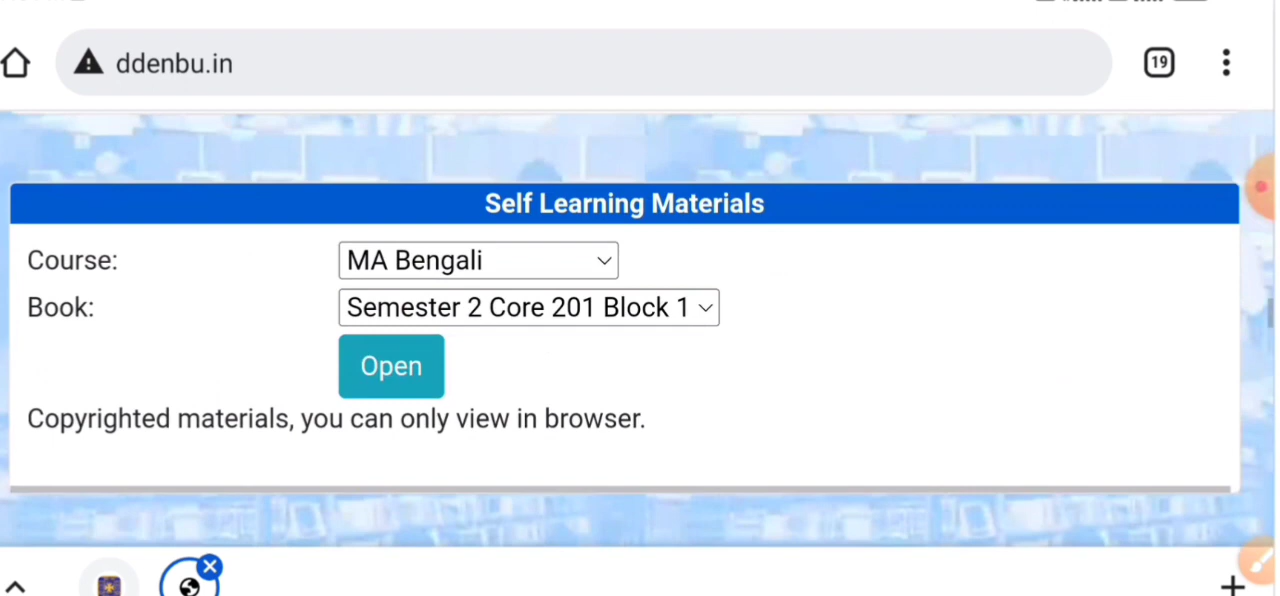 ddenbu.in
19
Self Learning Materials
Course:
MA Bengali
Book:
Semester 2 Core 201 Block 1
Open
Copyrighted materials, you can only view in browser.